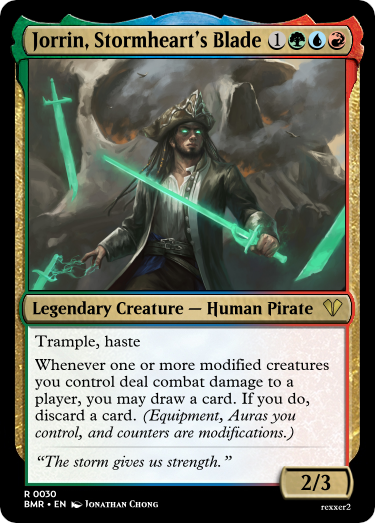 Jorrin, Stormheart's Blade 1
Legendary Creature — Human Pirate
Trample, haste
Whenever one or more modified creatures
you control deal combat damage to a
player, you may draw a card. If you do,
discard a card. (Equipment, Auras you
control, and counters are modifications.)
"The storm gives us strength."
2/3
R 0030
BMR • EN Jonathan Chong
rexxer2